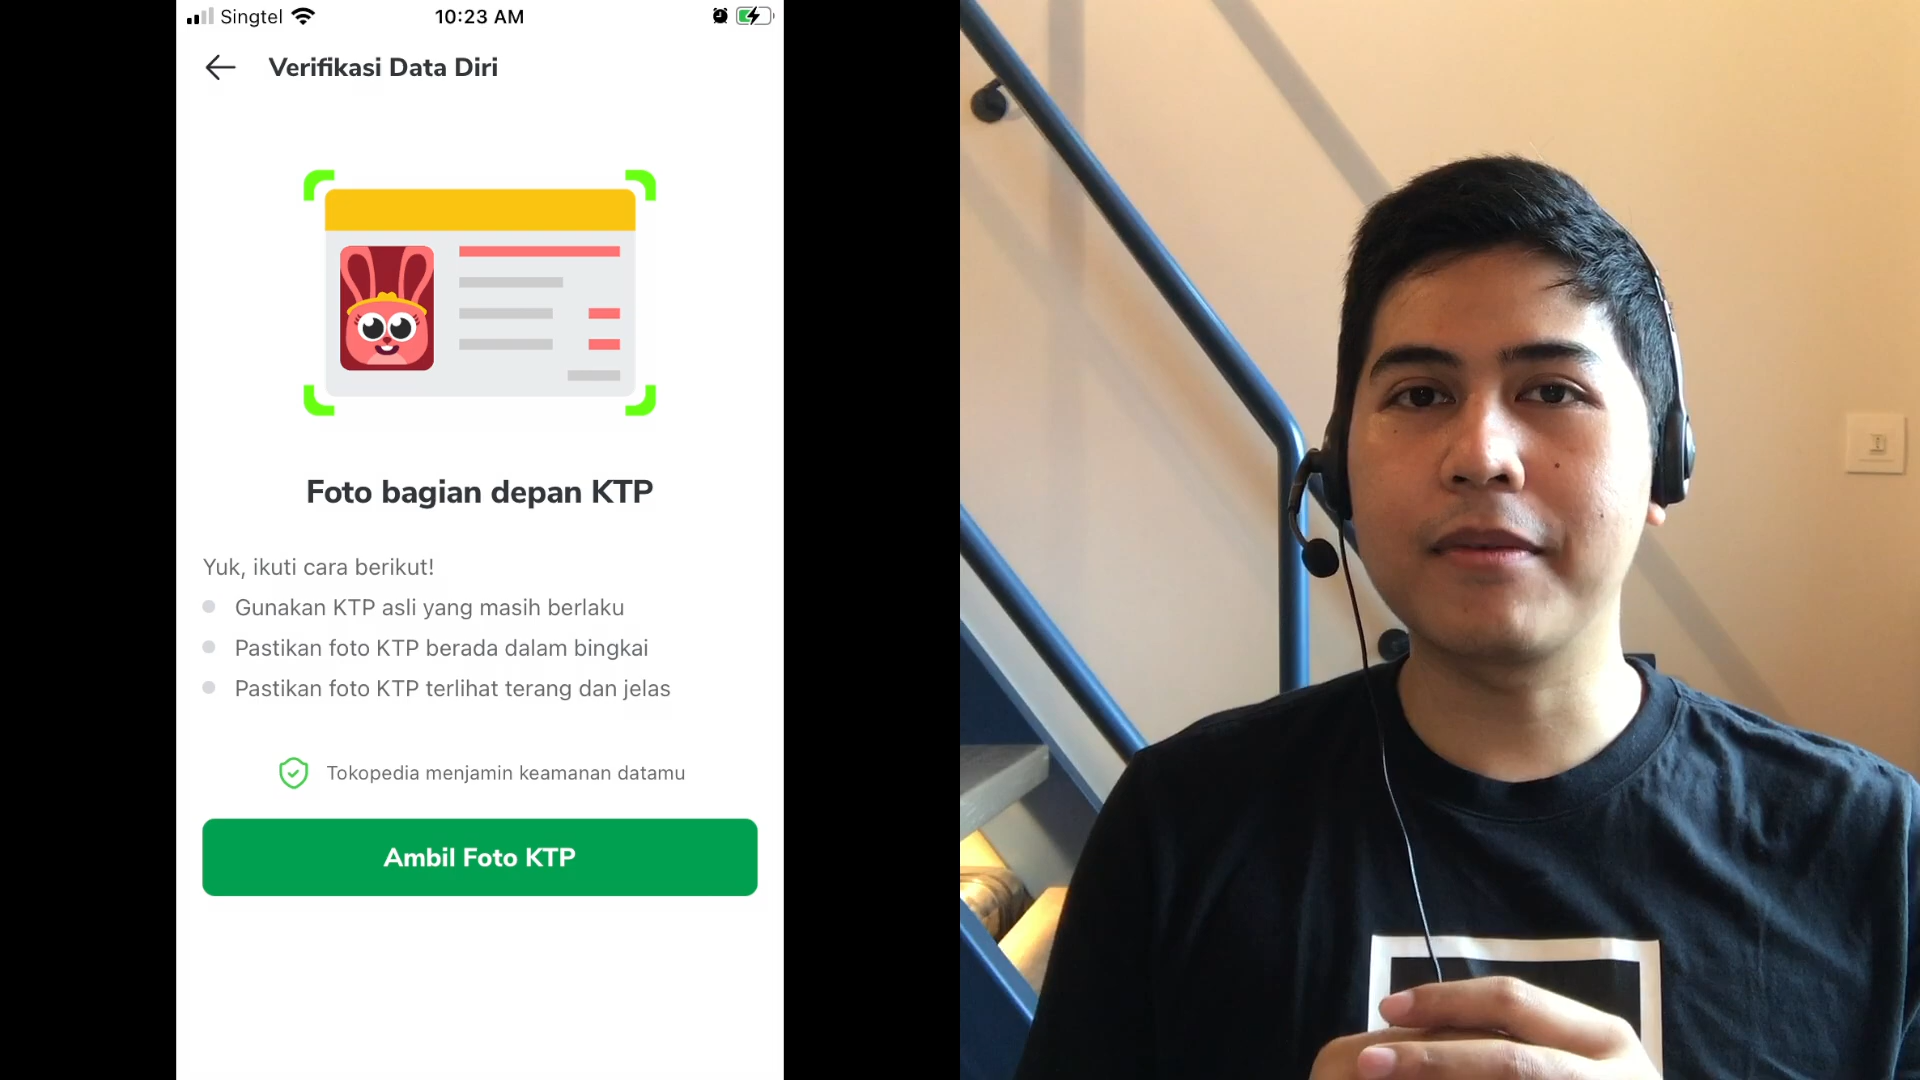 Singtel 10:23 AM
Verifikasi Data Diri
Foto bagian depan KTP
Yuk, ikuti cara berikut!
Gunakan KTP asli yang masih berlaku
Pastikan foto KTP berada dalam bingkai
Pastikan foto KTP terlihat terang dan jelas
Tokopedia menjamin keamanan datamu
Ambil Foto KTP